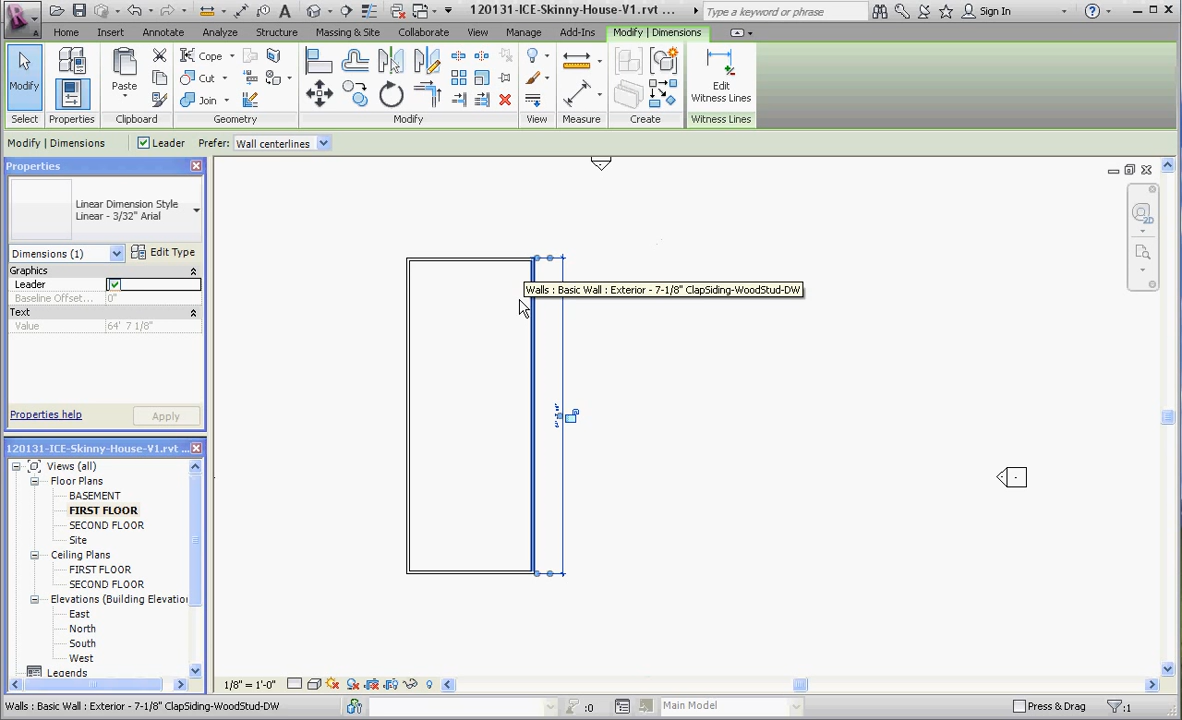 120131-ICE-Skinny-House-V1.rvt ...
Type a keyword or phrase
Sign In
Home Insert Annotate Analyze Structure Massing & Site Collaborate View Manage Add-Ins Modify | Dimensions
Modify
Paste
Cope
Cut
Join
Edit
Witness Lines
Select Properties Clipboard Geometry Modify View Measure Create Witness Lines
Modify | Dimensions Leader Prefer: Wall centerlines
Properties
Linear Dimension Style
Linear - 3/32" Arial
Dimensions (1) Edit Type
Graphics
Leader
Baseline Offset... 0"
Text
Value 64' 7 1/8"
Properties help Apply
120131-ICE-Skinny-House-V1.rvt ...
Views (all)
Floor Plans
BASEMENT
FIRST FLOOR
SECOND FLOOR
Site
Ceiling Plans
FIRST FLOOR
SECOND FLOOR
Elevations (Building Elevation
East
North
South
West
Legends
2D
Walls : Basic Wall : Exterior - 7-1/8" ClapSiding-WoodStud-DW
1/8" = 1'-0"
Walls : Basic Wall : Exterior - 7-1/8" ClapSiding-WoodStud-DW :0 Main Model Press & Drag :1